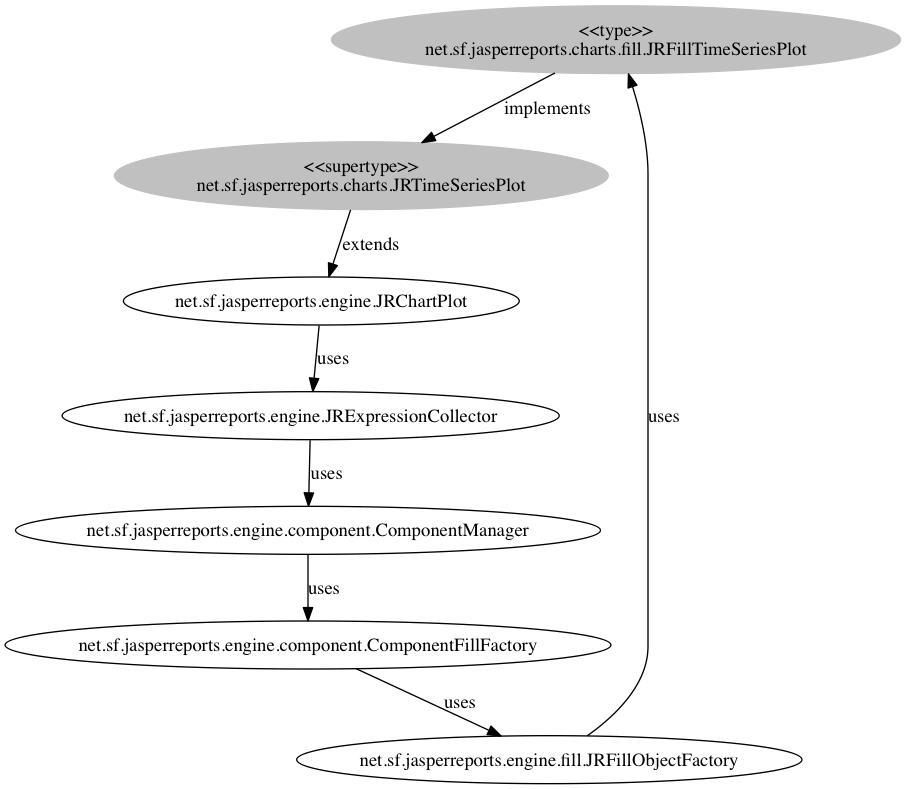 <<type>>
net.sf.jasperreports.charts.fill.JRFillTimeSeriesPlot
implements
<<supertype>>
net.sf.jasperreports.charts.JRTimeSeriesPlot
extends
net.sf.jasperreports.engine.JRChartPlot
uses
net.sf.jasperreports.engine.JRExpressionCollector
uses
uses
net.sf.jasperreports.engine.component.ComponentManager
uses
net.sf.jasperreports.engine.component.ComponentFillFactory
uses
net.sf.jasperreports.engine.fill.JRFillObjectFactory